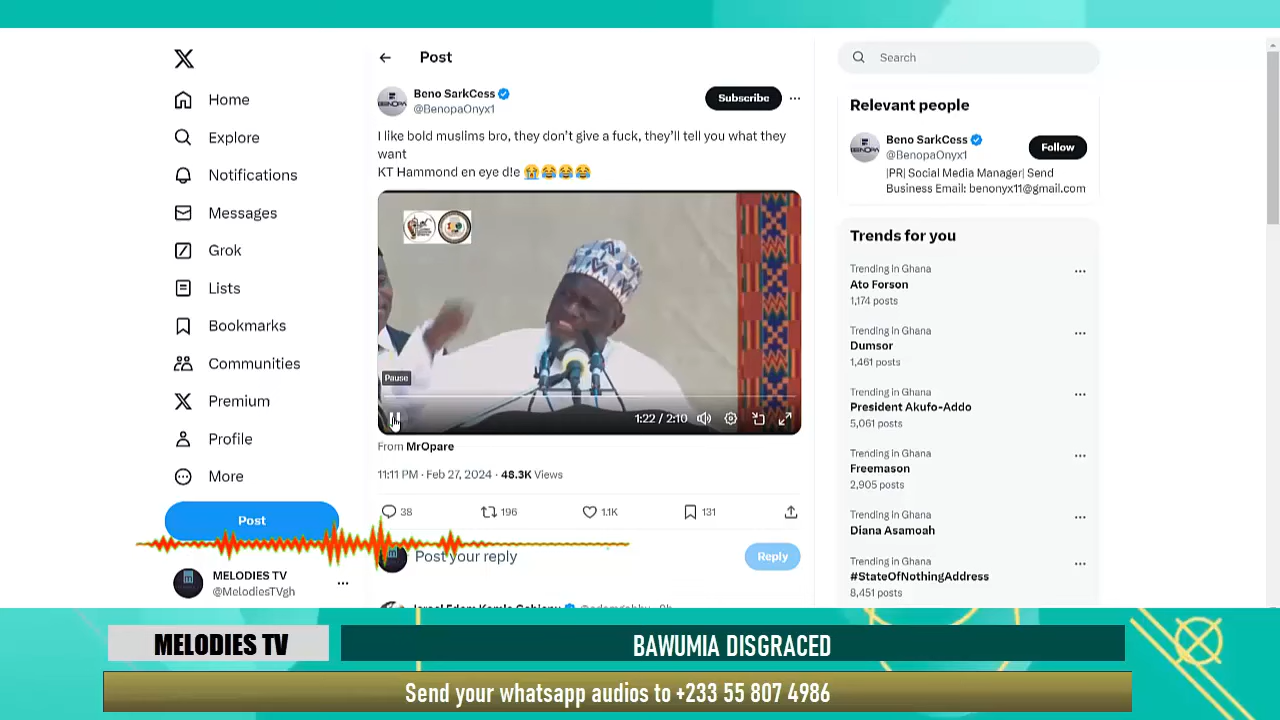 Post
Search
Home
Explore
Notifications
Messages
Grok
Lists
Bookmarks
Communities
Premium
Profile
More
Post
MELODIES TV
@MelodiesTVgh
Beno SarkCess
@BenopaOnyx1
Subscribe
I like bold muslims bro, they don't give a fuck, they'll tell you what they
want
KT Hammond en eye d!e 😭😂😂😂
Pause
1:22 / 2:10
From MrOpare
11:11 PM · Feb 27, 2024 · 48.3K Views
38 196 1.1K 131
Post your reply
Reply
Relevant people
Beno SarkCess
@BenopaOnyx1
Follow
|PR| Social Media Manager| Send
Business Email: benonyx11@gmail.com
Trends for you
Trending in Ghana
Ato Forson
1,174 posts
Trending in Ghana
Dumsor
1,461 posts
Trending in Ghana
President Akufo-Addo
5,061 posts
Trending in Ghana
Freemason
2,905 posts
Trending in Ghana
Diana Asamoah
Trending in Ghana
#StateOfNothingAddress
8,451 posts
MELODIES TV
BAWUMIA DISGRACED
Send your whatsapp audios to +233 55 807 4986